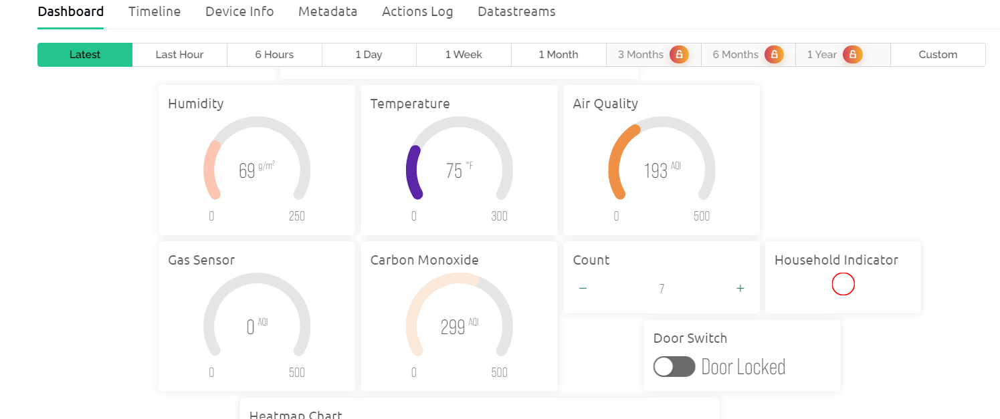 Dashboard Timeline Device Info Metadata Actions Log Datastreams
Latest Last Hour 6 Hours 1 Day 1 Week 1 Month 3 Months 6 Months 1 Year Custom
Humidity Temperature Air Quality
69 g/m² 75 °F 193 AQI
0 250 0 300 0 500
Gas Sensor Carbon Monoxide Count Household Indicator
− 7 +
0 AQI 299 AQI
Door Switch
Door Locked
0 500 0 500
Heatmap Chart